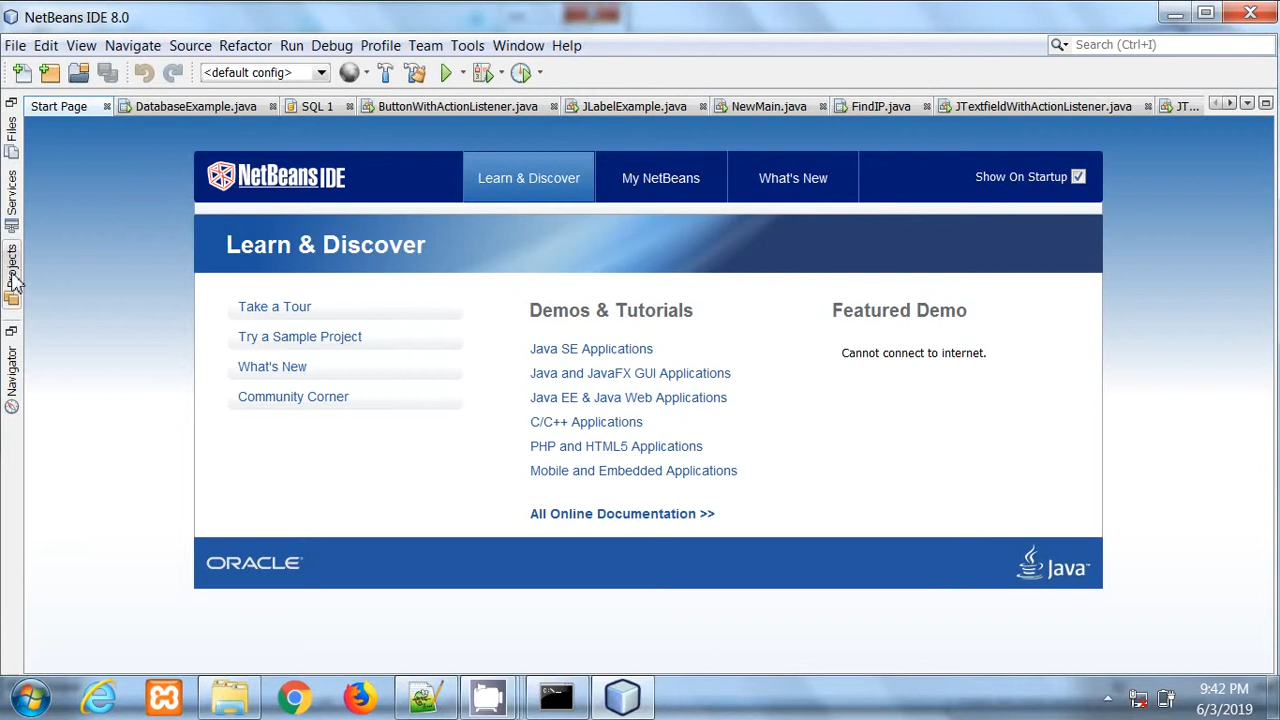 NetBeans IDE 8.0
File Edit View Navigate Source Refactor Run Debug Profile Team Tools Window Help
Search (Ctrl+I)
<default config>
Start Page DatabaseExample.java SQL 1 ButtonWithActionListener.java JLabelExample.java NewMain.java FindIP.java JTextfieldWithActionListener.java JT...
Files
Services
Projects
Navigator
NetBeans IDE
Learn & Discover My NetBeans What's New Show On Startup
Learn & Discover
Take a Tour
Try a Sample Project
What's New
Community Corner
Demos & Tutorials
Java SE Applications
Java and JavaFX GUI Applications
Java EE & Java Web Applications
C/C++ Applications
PHP and HTML5 Applications
Mobile and Embedded Applications
All Online Documentation >>
Featured Demo
Cannot connect to internet.
ORACLE
Java
9:42 PM
6/3/2019